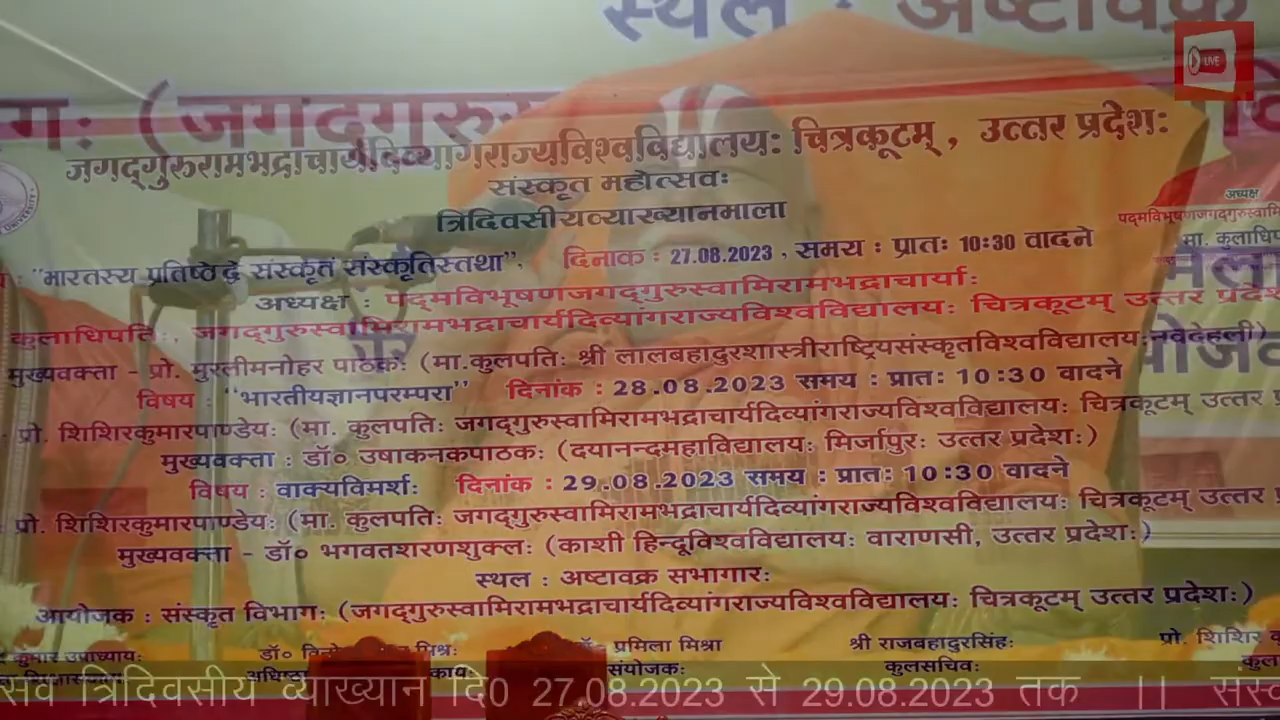 स्थल : अष्टावक्र
गः (जगद्गुरु
LIVE
जगद्गुरुरामभद्राचार्यदिव्यांगराज्यविश्वविद्यालयः चित्रकूटम् , उत्तर प्रदेशः
संस्कृत महोत्सवः
त्रिदिवसीयव्याख्यानमाला
अध्यक्ष
: "भारतस्य प्रतिष्ठेद्वे संस्कृतं संस्कृतिस्तथा", दिनाक : 27.08.2023 , समय : प्रातः 10:30 वादने
अध्यक्ष : पद्मविभूषणजगद्गुरुस्वामिरामभद्राचार्याः
मा. कुलाधिप
कुलाधिपतिः, जगद्गुरुस्वामिरामभद्राचार्यदिव्यांगराज्यविश्वविद्यालयः चित्रकूटम् उत्तर प्रदेश
मुख्यवक्ता - प्रो. मुरलीमनोहर पाठकः (मा.कुलपतिः श्री लालबहादुरशास्त्रीराष्ट्रियसंस्कृतविश्वविद्यालयःनवदेहली)
विषय : "भारतीयज्ञानपरम्परा" दिनांक : 28.08.2023 समय : प्रातः 10:30 वादने
प्रो. शिशिरकुमारपाण्डेयः (मा. कुलपतिः जगद्गुरुस्वामिरामभद्राचार्यदिव्यांगराज्यविश्वविद्यालयः चित्रकूटम् उत्तर
मुख्यवक्ता : डॉ० उषाकनकपाठकः (दयानन्दमहाविद्यालयः मिर्जापुरः उत्तर प्रदेशः)
विषय : वाक्यविमर्शः दिनांक : 29.08.2023 समय : प्रातः 10:30 वादने
प्रो. शिशिरकुमारपाण्डेयः (मा. कुलपतिः जगद्गुरुस्वामिरामभद्राचार्यदिव्यांगराज्यविश्वविद्यालयः चित्रकूटम् उत्तर
मुख्यवक्ता - डॉ० भगवतशरणशुक्लः (काशी हिन्दूविश्वविद्यालयः वाराणसी, उत्तर प्रदेशः)
स्थल : अष्टावक्र सभागारः
आयोजक : संस्कृत विभागः (जगद्गुरुस्वामिरामभद्राचार्यदिव्यांगराज्यविश्वविद्यालयः चित्रकूटम् उत्तर प्रदेशः)
कुमार उपाध्यायः डॉ० मिश्रः प्रमिला मिश्रा श्री राजबहादुरसिंहः प्रो. शिशिर
संयोजकः कुलसचिवः
सव त्रिदिवसीय व्याख्यान दि0 27.08.2023 से 29.08.2023 तक || संस्